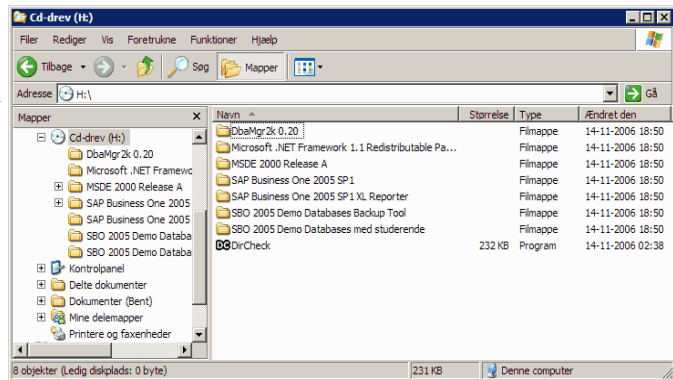 Cd-drev (H:)
Filer Rediger Vis Foretrukne Funktioner Hjælp
Tilbage Søg Mapper
Adresse H:\ Gå
Mapper x Navn Størrelse Type Ændret den
Cd-drev (H:)
DbaMgr2k 0.20
Microsoft .NET Framewc
MSDE 2000 Release A
SAP Business One 2005
SAP Business One 2005
SBO 2005 Demo Databa
SBO 2005 Demo Databa
Kontrolpanel
Delte dokumenter
Dokumenter (Bent)
Mine delemapper
Printere og faxenheder
DbaMgr2k 0.20 Filmappe 14-11-2006 18:50
Microsoft .NET Framework 1.1 Redistributable Pa... Filmappe 14-11-2006 18:50
MSDE 2000 Release A Filmappe 14-11-2006 18:50
SAP Business One 2005 SP1 Filmappe 14-11-2006 18:50
SAP Business One 2005 SP1 XL Reporter Filmappe 14-11-2006 18:50
SBO 2005 Demo Databases Backup Tool Filmappe 14-11-2006 18:50
SBO 2005 Demo Databases med studerende Filmappe 14-11-2006 18:50
DC DirCheck 232 KB Program 14-11-2006 02:38
8 objekter (Ledig diskplads: 0 byte) 231 KB Denne computer